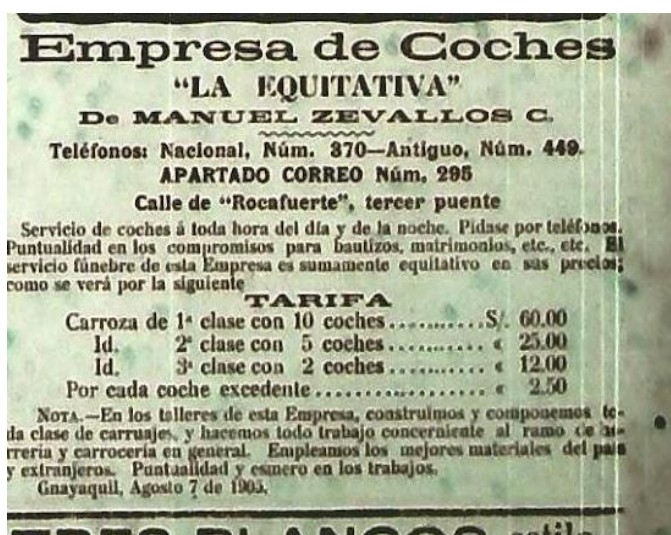 Empresa de Coches
“LA EQUITATIVA”
De MANUEL ZEVALLOS C.
Teléfonos: Nacional, Núm. 370—Antiguo, Núm. 449.
APARTADO CORREO Núm. 295
Calle de “Rocafuerte”, tercer puente
Servicio de coches á toda hora del día y de la noche. Pídase por teléfonos.
Puntualidad en los compromisos para bautizos, matrimonios, etc., etc. El
servicio fúnebre de esta Empresa es sumamente equitativo en sus precios;
como se verá por la siguiente
TARIFA
Carroza de 1ª clase con 10 coches...........S/. 60.00
Id. 2ª clase con 5 coches............ « 25.00
Id. 3ª clase con 2 coches............ « 12.00
Por cada coche excedente.................... « 2.50
NOTA.—En los talleres de esta Empresa, construimos y componemos to-
da clase de carruajes, y hacemos todo trabajo concerniente al ramo de he-
rrería y carrocería en general. Empleamos los mejores materiales del país
y extranjeros. Puntualidad y esmero en los trabajos.
Guayaquil, Agosto 7 de 1905.